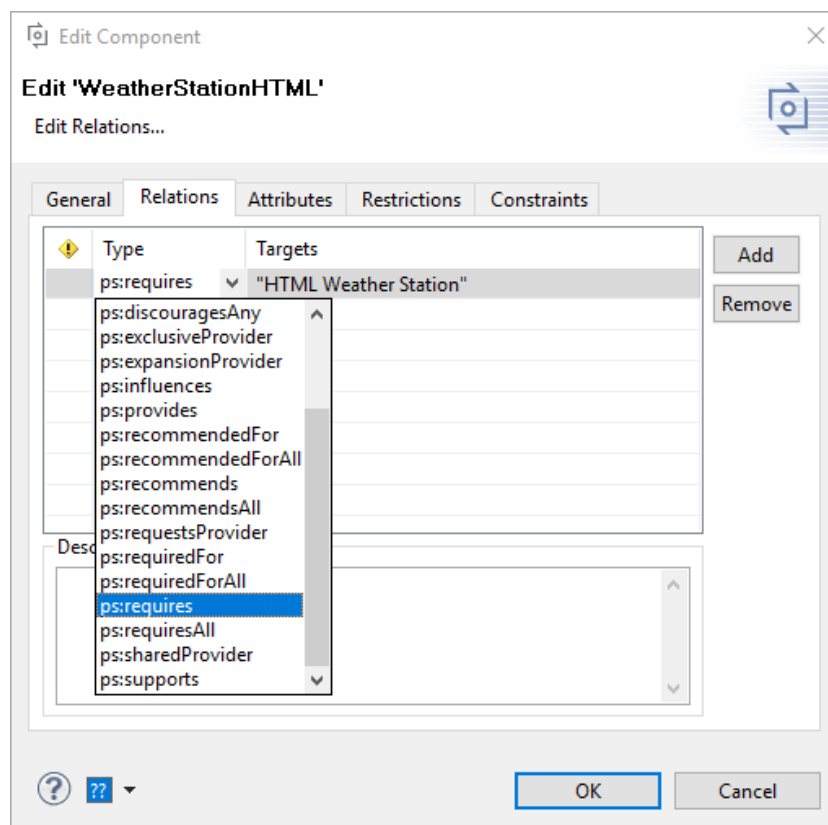 Edit Component
Edit 'WeatherStationHTML'
Edit Relations...
General Relations Attributes Restrictions Constraints
Type Targets
Add
ps:requires "HTML Weather Station"
Remove
ps:discouragesAny
ps:exclusiveProvider
ps:expansionProvider
ps:influences
ps:provides
ps:recommendedFor
ps:recommendedForAll
ps:recommends
ps:recommendsAll
ps:requestsProvider
Desc
ps:requiredFor
ps:requiredForAll
ps:requires
ps:requiresAll
ps:sharedProvider
ps:supports
? ?? OK Cancel